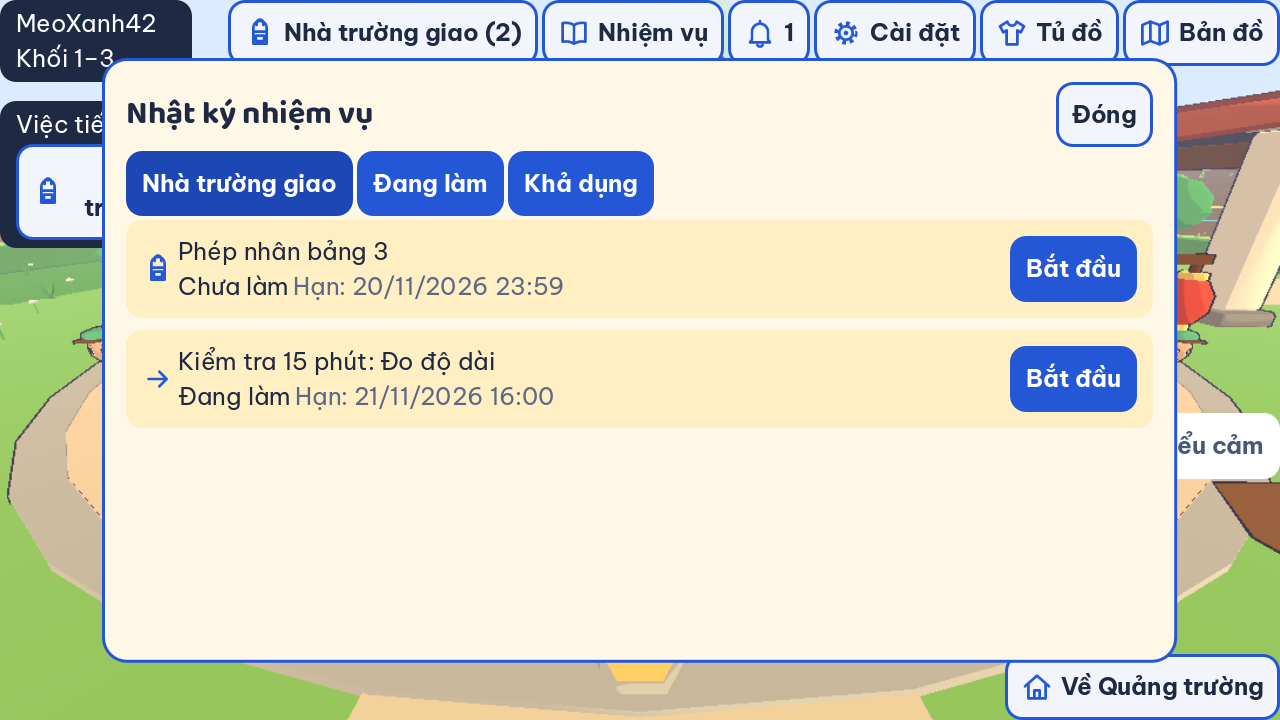 MeoXanh42
Khối 1–3
Nhà trường giao (2)
Nhiệm vụ
1
Cài đặt
Tủ đồ
Bản đồ
Việc
Nhật ký nhiệm vụ
Đóng
Nhà trường giao
Đang làm
Khả dụng
Phép nhân bảng 3
Chưa làm Hạn: 20/11/2026 23:59
Bắt đầu
Kiểm tra 15 phút: Đo độ dài
Đang làm Hạn: 21/11/2026 16:00
Bắt đầu
cảm
Về Quảng trường